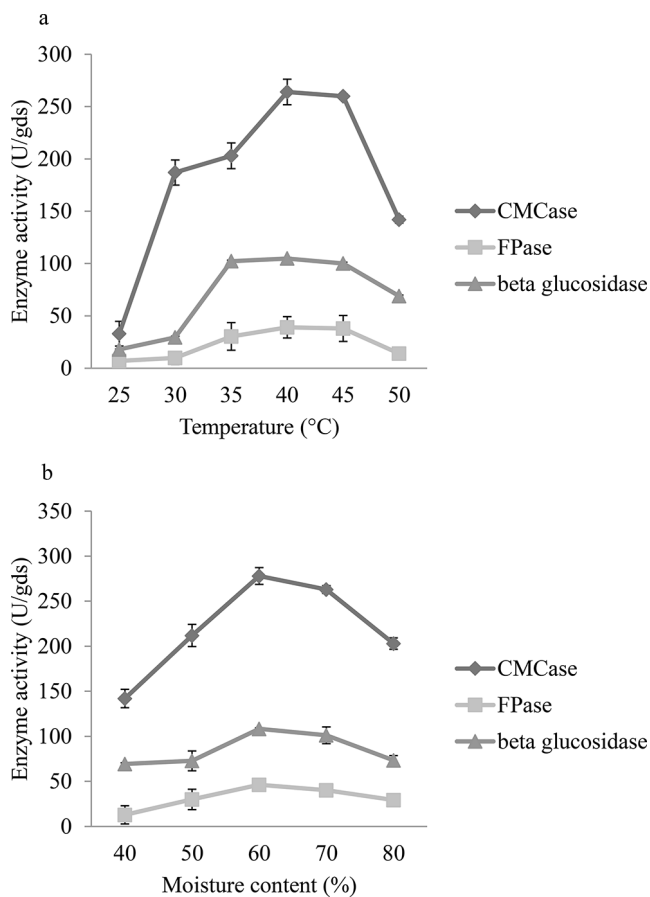 a
300
250
200
150
100
50
0
Enzyme activity (U/gds)
25 30 35 40 45 50
Temperature (°C)
CMCase
FPase
beta glucosidase
b
350
300
250
200
150
100
50
0
Enzyme activity (U/gds)
40 50 60 70 80
Moisture content (%)
CMCase
FPase
beta glucosidase